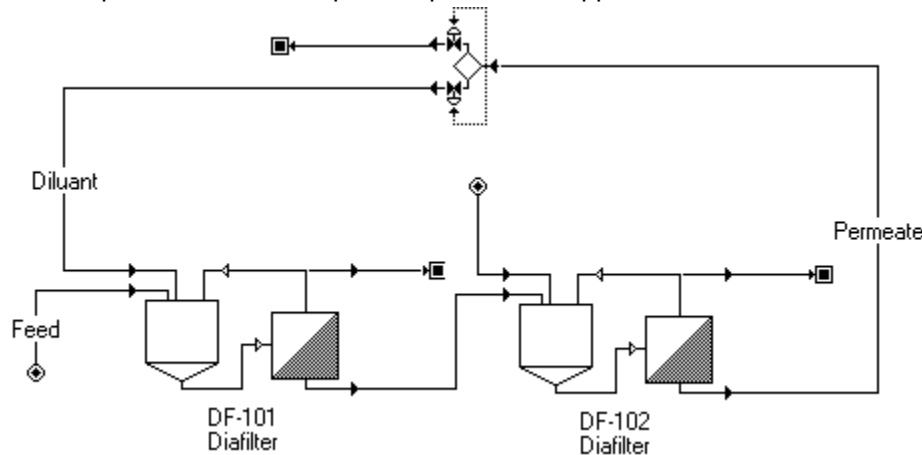 Diluant
Permeate
Feed
DF-101
Diafilter
DF-102
Diafilter